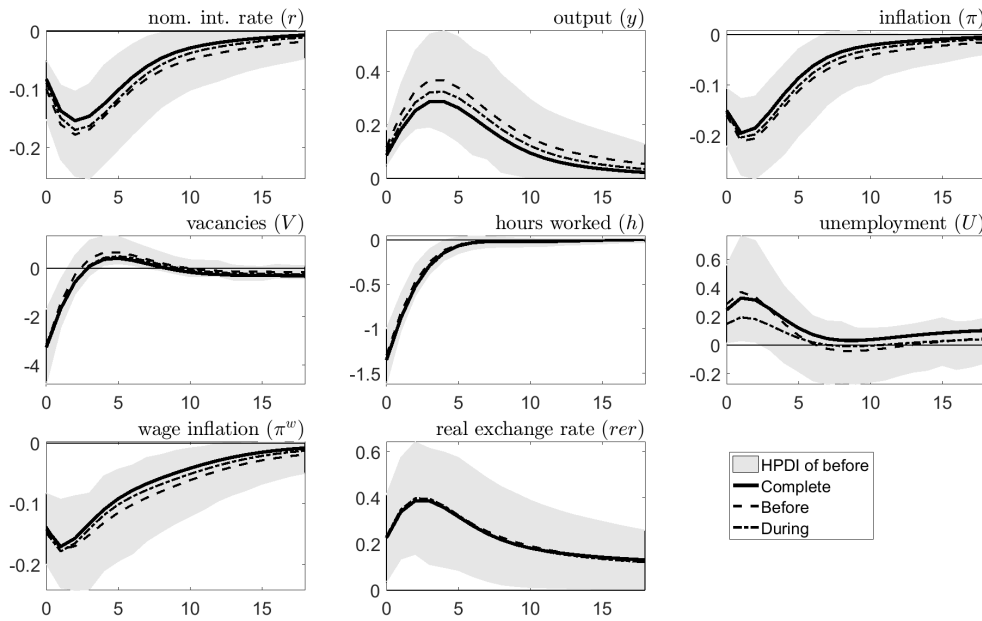 nom. int. rate (r)
output (y)
inflation (π)
0
-0.1
-0.2
0 5 10 15
0.4
0.2
0
0 5 10 15
0
-0.1
-0.2
0 5 10 15
vacancies (V)
hours worked (h)
unemployment (U)
0
-2
-4
0 5 10 15
0
-0.5
-1
-1.5
0 5 10 15
0.6
0.4
0.2
0
-0.2
0 5 10 15
wage inflation (πʷ)
real exchange rate (rer)
0
-0.1
-0.2
0 5 10 15
0.6
0.4
0.2
0
0 5 10 15
HPDI of before
Complete
Before
During